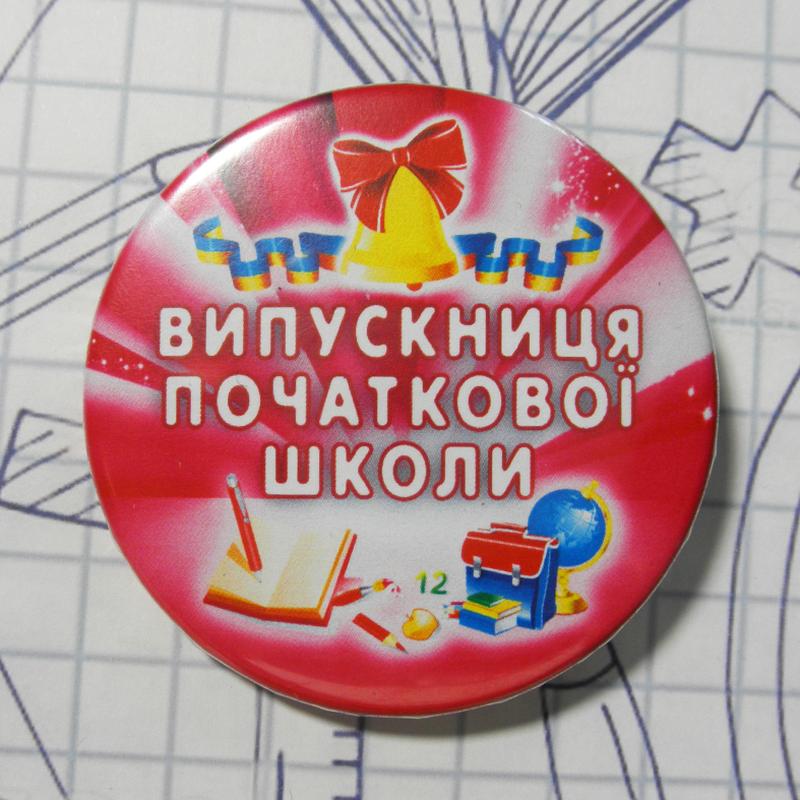 ВИПУСКНИЦЯ
ПОЧАТКОВОЇ
ШКОЛИ
12